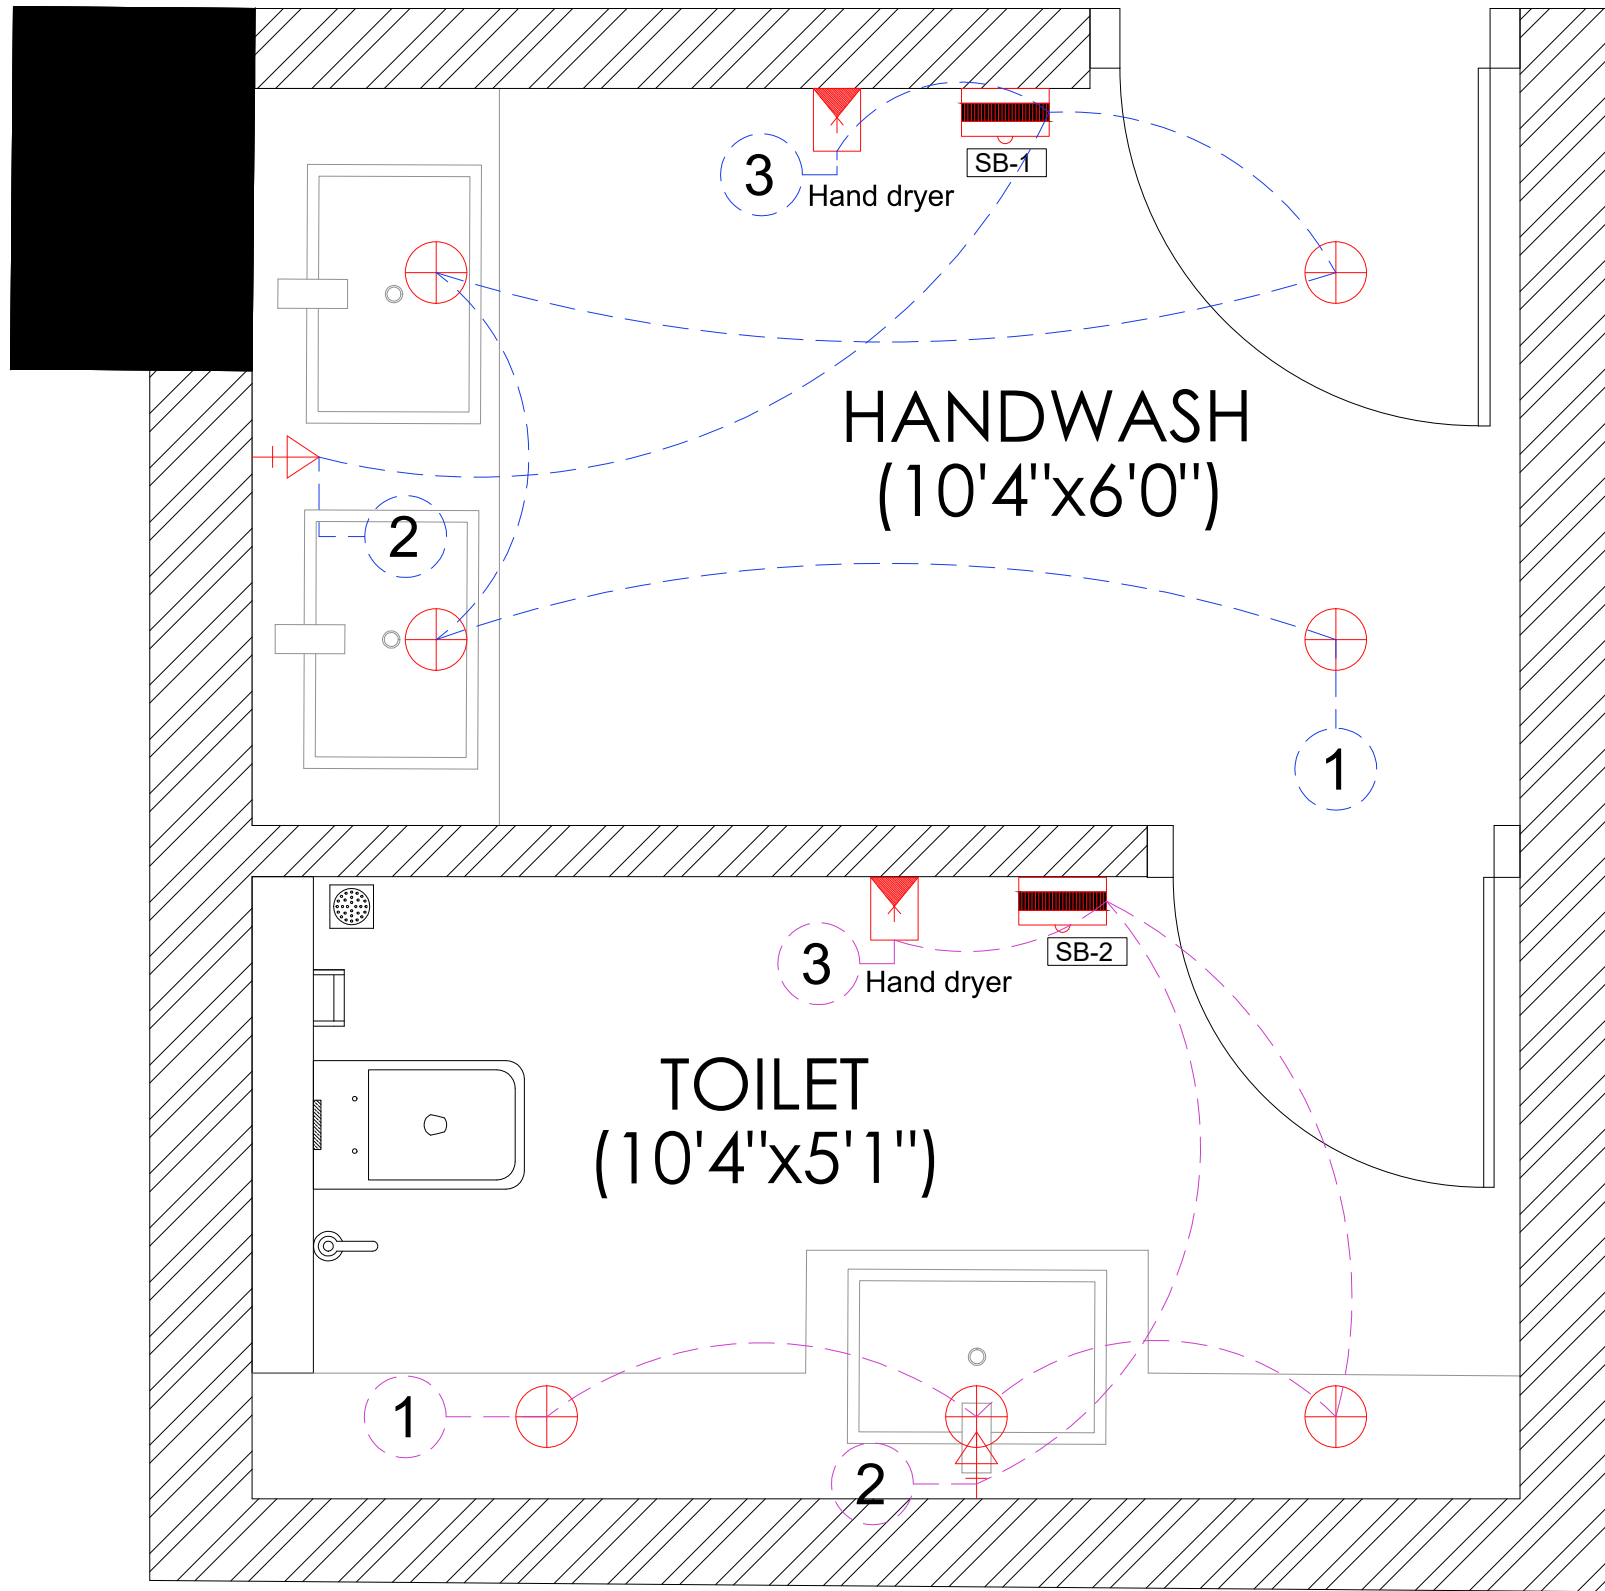 3
Hand dryer
SB-1
HANDWASH
(10'4"x6'0")
2
1
3
Hand dryer
SB-2
TOILET
(10'4"x5'1")
1
2